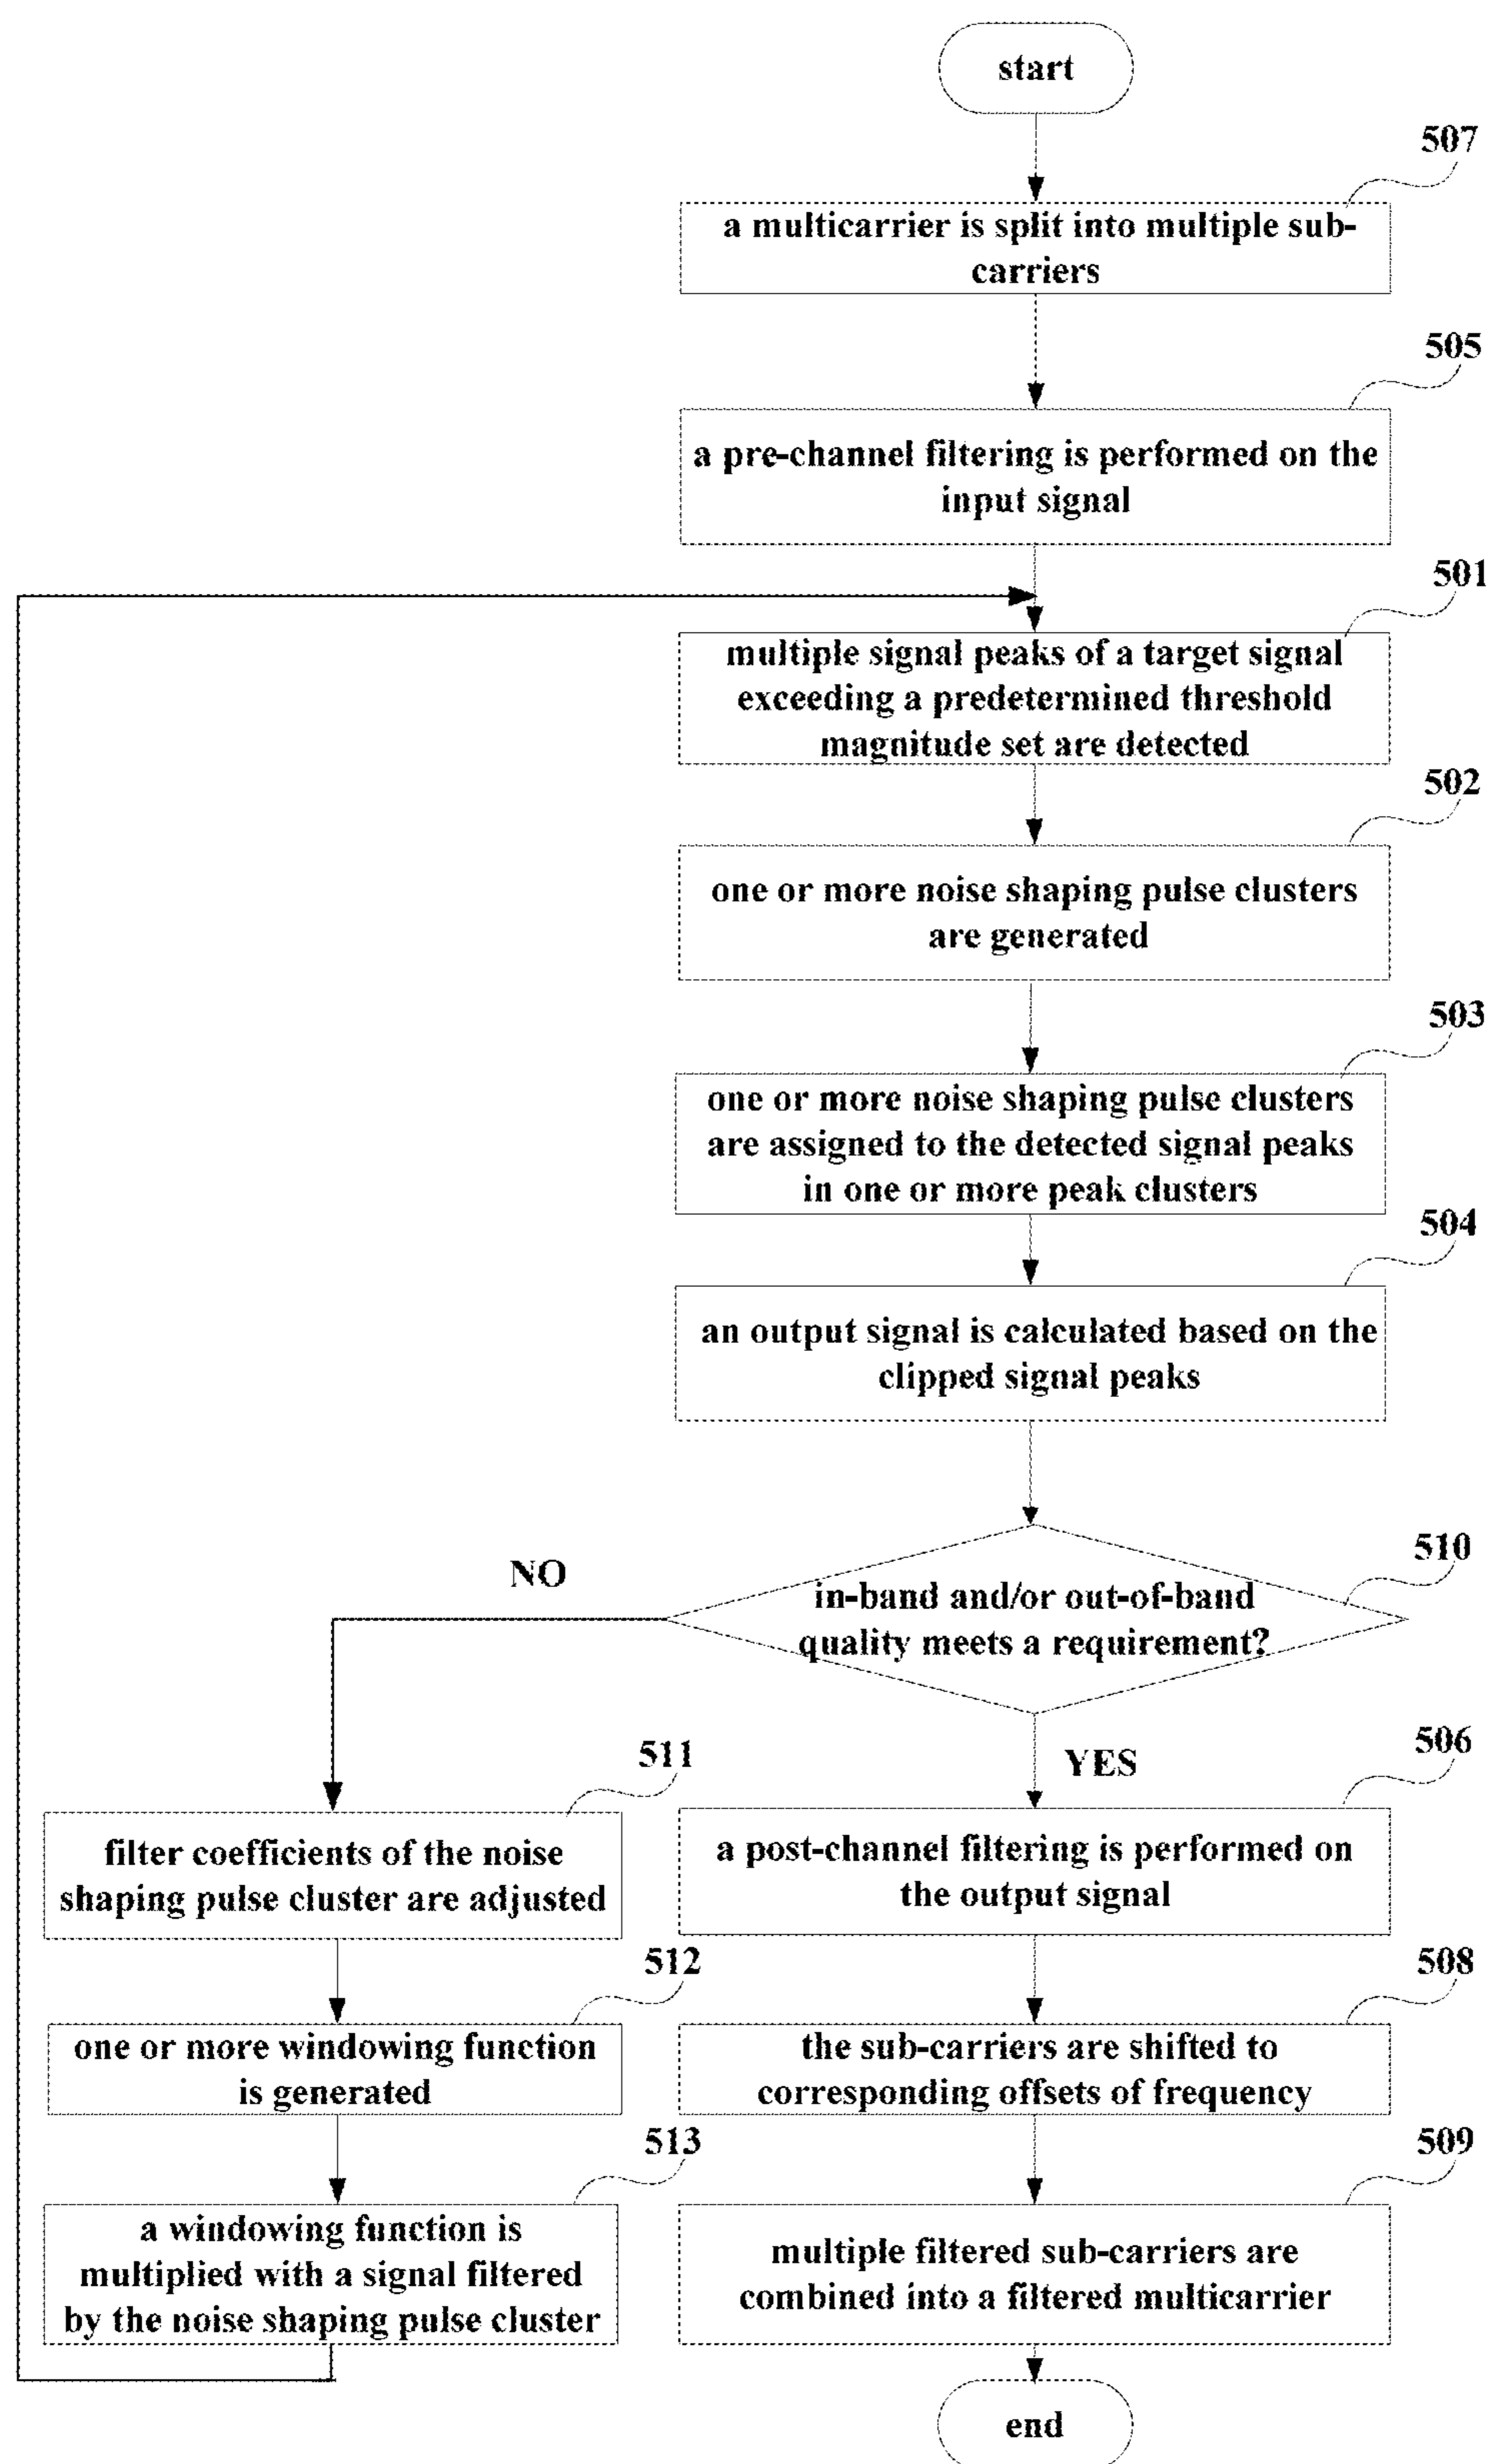 start
507
a multicarrier is split into multiple sub-
carriers
505
a pre-channel filtering is performed on the
input signal
501
multiple signal peaks of a target signal
exceeding a predetermined threshold
magnitude set are detected
502
one or more noise shaping pulse clusters
are generated
503
one or more noise shaping pulse clusters
are assigned to the detected signal peaks
in one or more peak clusters
504
an output signal is calculated based on the
clipped signal peaks
510
in-band and/or out-of-band
quality meets a requirement?
NO
YES
511
filter coefficients of the noise
shaping pulse cluster are adjusted
512
one or more windowing function
is generated
513
a windowing function is
multiplied with a signal filtered
by the noise shaping pulse cluster
506
a post-channel filtering is performed on
the output signal
508
the sub-carriers are shifted to
corresponding offsets of frequency
509
multiple filtered sub-carriers are
combined into a filtered multicarrier
end